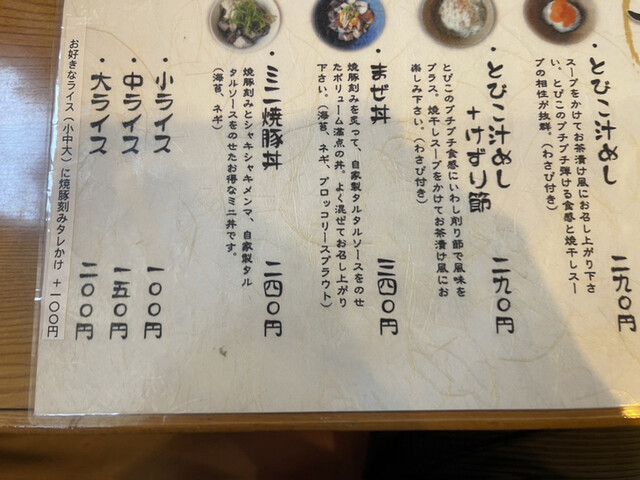 ・とびこ汁めし
二九〇円
スープをかけてお茶漬け風にお召し上がり下さ
い。とびこのプチプチ弾ける食感と焼干しスー
プの相性が抜群。（わさび付き）
・とびこ汁めし
＋けずり節
二九〇円
とびこのプチプチ食感にいわし削り節で風味を
プラス。焼干しスープをかけてお茶漬け風にお
楽しみ下さい。（わさび付き）
・まぜ丼
三四〇円
焼豚刻みを炙って、自家製タルタルソースをのせ
たボリューム満点の丼。よく混ぜてお召し上がり
下さい。（海苔、ネギ、ブロッコリースプラウト）
・ミニ焼豚丼
二四〇円
焼豚刻みとシャキシャキメンマ、自家製タル
タルソースをのせたお得なミニ丼です。
（海苔、ネギ）
・小ライス
一〇〇円
・中ライス
一五〇円
・大ライス
二〇〇円
お好きなライス（小中大）に焼豚刻みタレかけ ＋一〇〇円